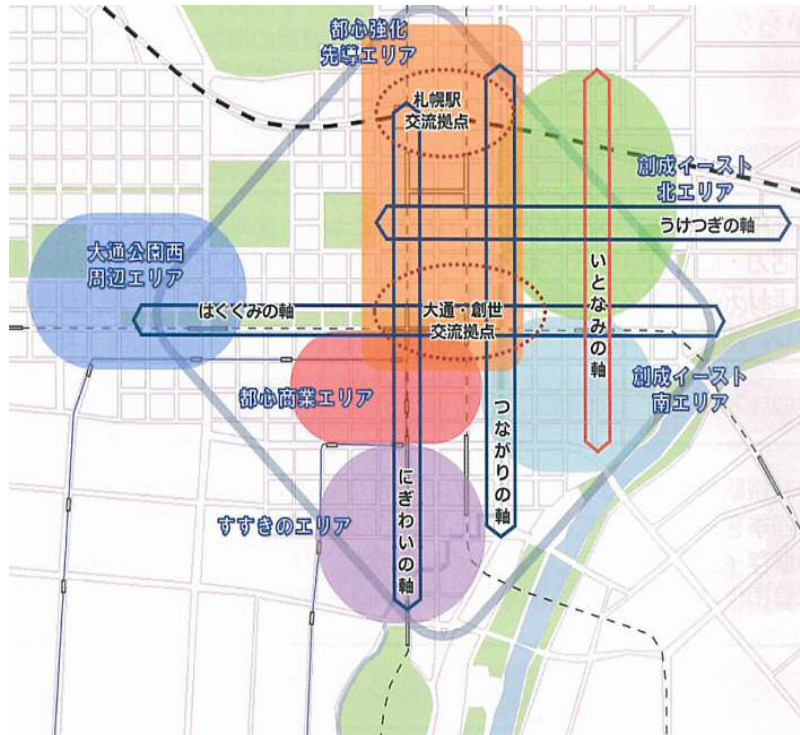 都心強化
先導エリア
札幌駅
交流拠点
創成イースト
北エリア
うけつぎの軸
大通公園西
周辺エリア
いとなみの軸
はぐくみの軸
大通・創世
交流拠点
都心商業エリア
創成イースト
南エリア
つながりの軸
にぎわいの軸
すすきのエリア